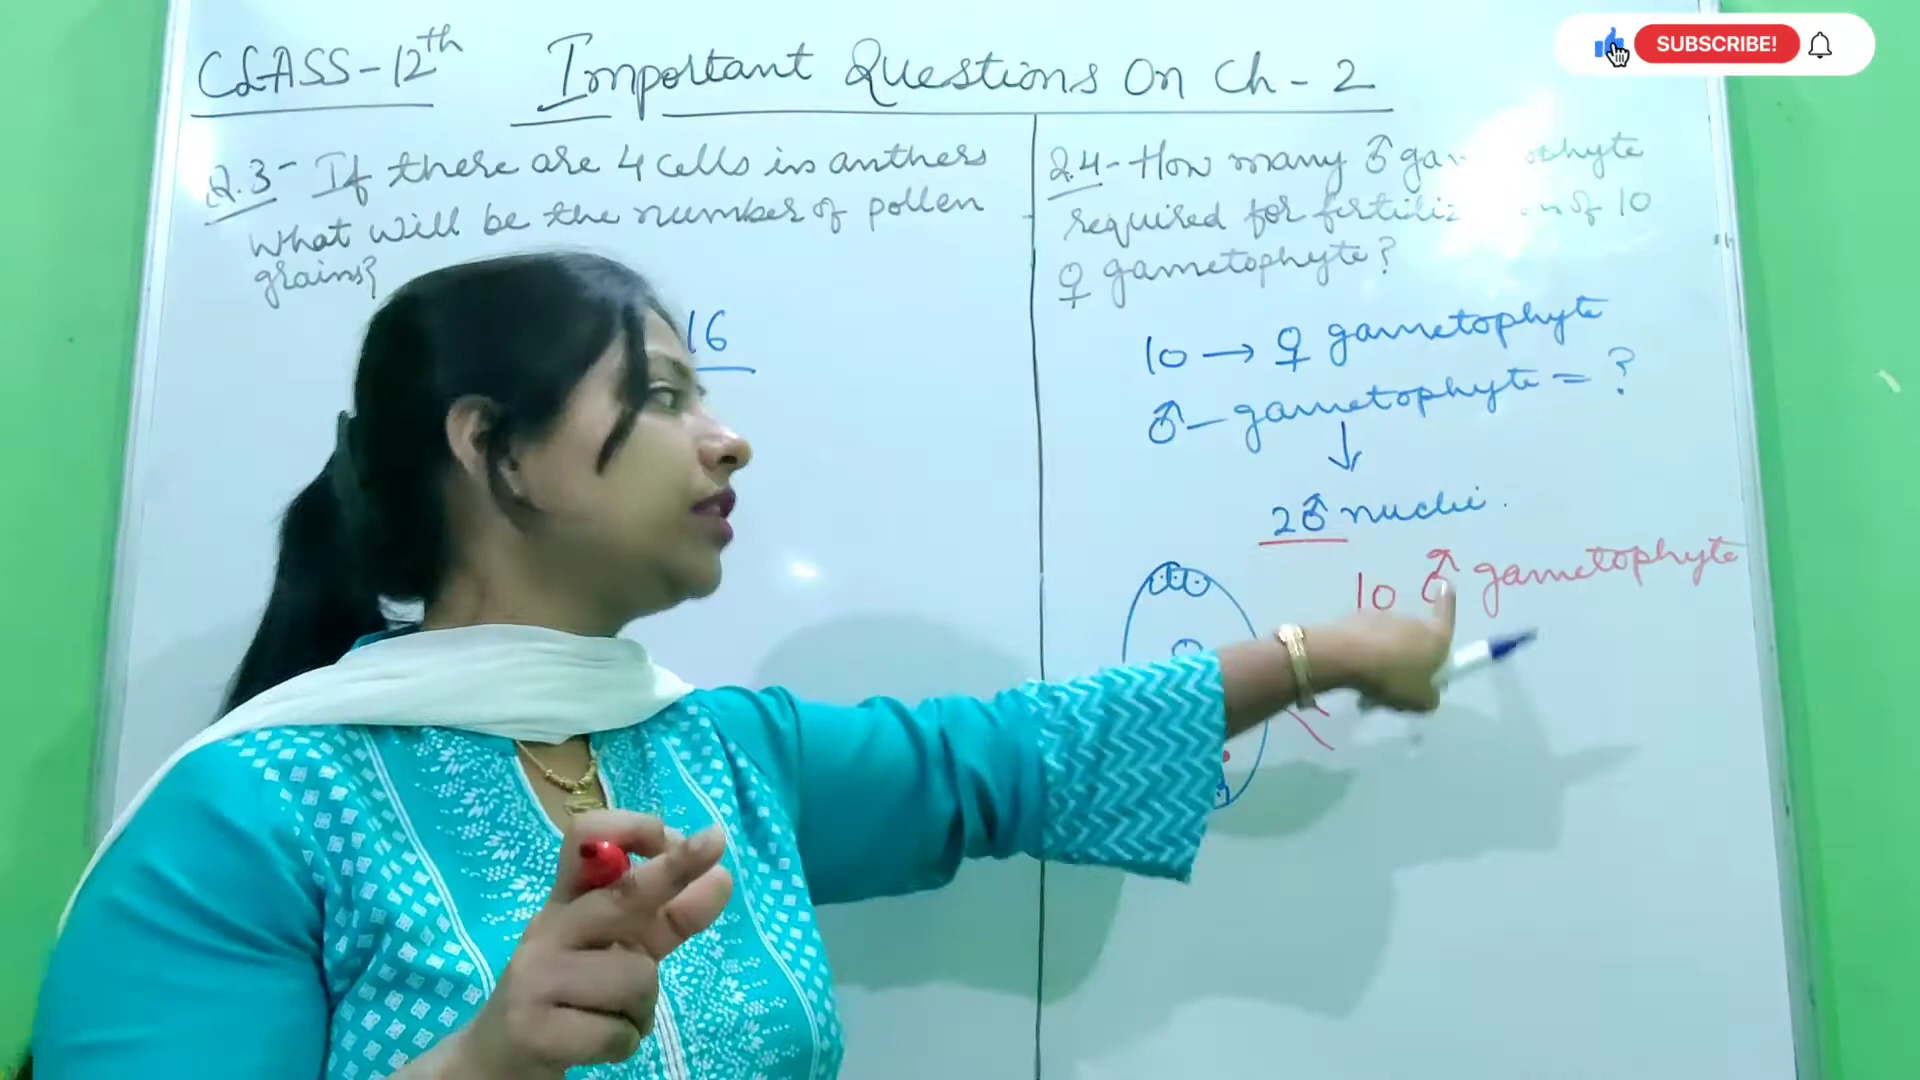 CLASS-12th Important Questions On Ch-2
Q.3- If there are 4 cells in anthers
what will be the number of pollen
grains?
16
Q.4- How many ♂
required for of 10
♀ gametophyte?
10 → ♀ gametophyte
♂ - gametophyte = ?
↓
2♂ nuclei.
10 ♂ gametophyte
SUBSCRIBE!